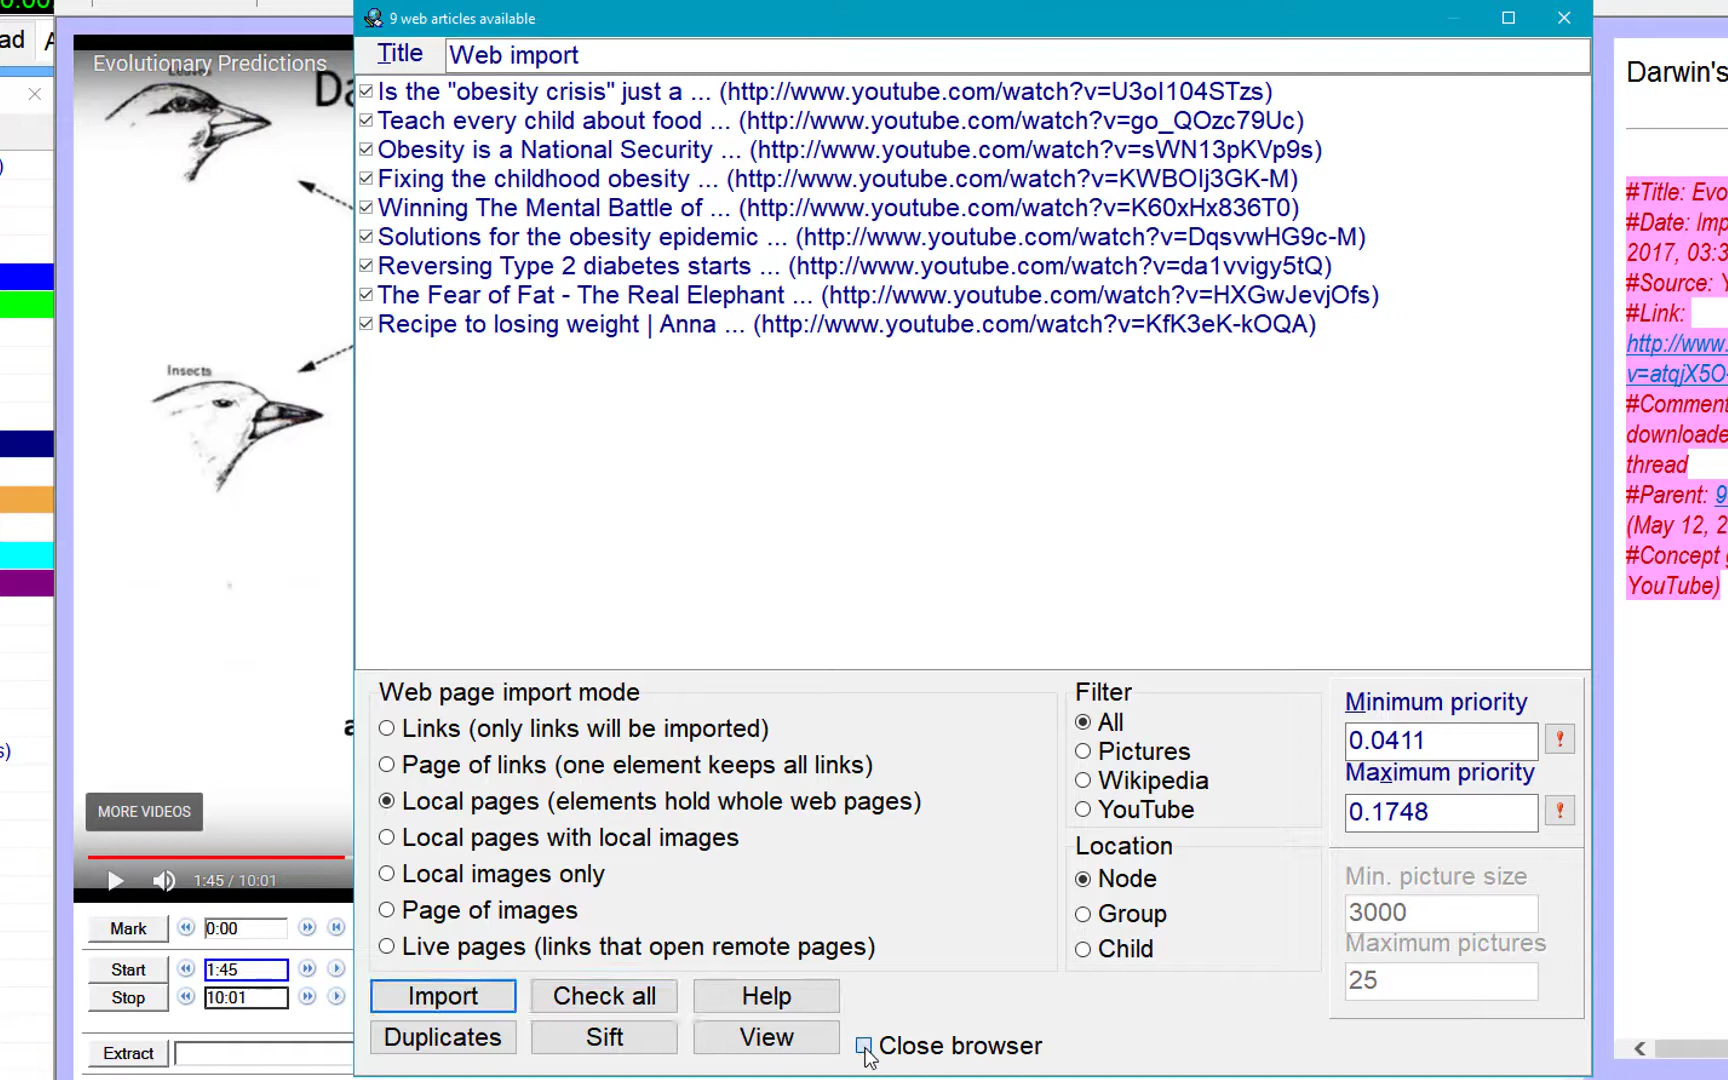 9 web articles available
Title
Web import
Is the "obesity crisis" just a ... (http://www.youtube.com/watch?v=U3oI104STzs)
Teach every child about food ... (http://www.youtube.com/watch?v=go_QOzc79Uc)
Obesity is a National Security ... (http://www.youtube.com/watch?v=sWN13pKVp9s)
Fixing the childhood obesity ... (http://www.youtube.com/watch?v=KWBOIj3GK-M)
Winning The Mental Battle of ... (http://www.youtube.com/watch?v=K60xHx836T0)
Solutions for the obesity epidemic ... (http://www.youtube.com/watch?v=DqsvwHG9c-M)
Reversing Type 2 diabetes starts ... (http://www.youtube.com/watch?v=da1vvigy5tQ)
The Fear of Fat - The Real Elephant ... (http://www.youtube.com/watch?v=HXGwJevjOfs)
Recipe to losing weight | Anna ... (http://www.youtube.com/watch?v=KfK3eK-kOQA)
Web page import mode
Links (only links will be imported)
Page of links (one element keeps all links)
Local pages (elements hold whole web pages)
Local pages with local images
Local images only
Page of images
Live pages (links that open remote pages)
Filter
All
Pictures
Wikipedia
YouTube
Location
Node
Group
Child
Minimum priority
0.0411
Maximum priority
0.1748
Min. picture size
3000
Maximum pictures
25
Import
Check all
Help
Duplicates
Sift
View
Close browser
Evolutionary Predictions
Leaves
Da
Insects
MORE VIDEOS
1:45 / 10:01
Mark
0:00
Start
1:45
Stop
10:01
Extract
Darwin's
#Title: Evo
#Date: Imp
2017, 03:3
#Source: Y
#Link:
http://www.
v=atqjX5O-
#Comment
downloade
thread
#Parent: 9
(May 12, 2
#Concept g
YouTube)